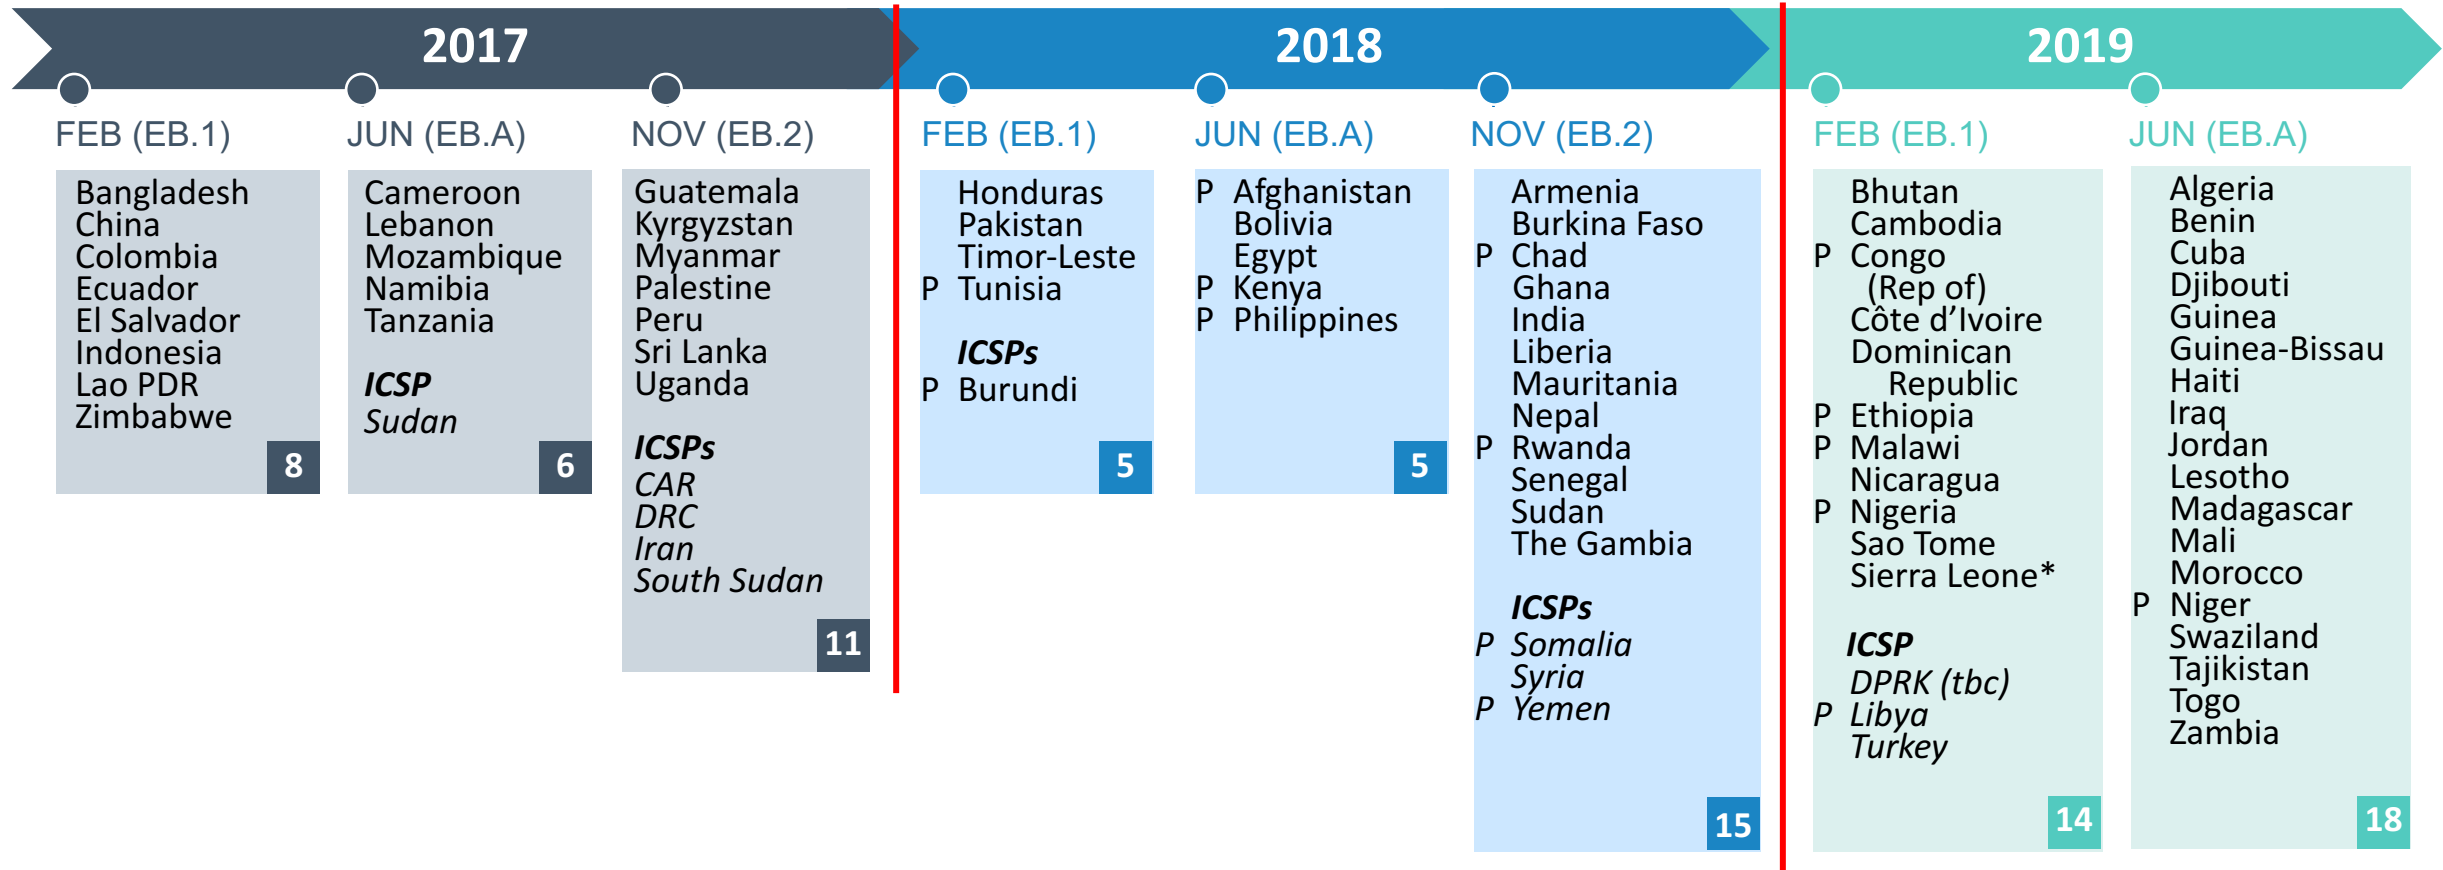 2017
2018
2019
FEB (EB.1)
Bangladesh
China
Colombia
Ecuador
El Salvador
Indonesia
Lao PDR
Zimbabwe
8
JUN (EB.A)
Cameroon
Lebanon
Mozambique
Namibia
Tanzania
ICSP
Sudan
6
NOV (EB.2)
Guatemala
Kyrgyzstan
Myanmar
Palestine
Peru
Sri Lanka
Uganda
ICSPs
CAR
DRC
Iran
South Sudan
11
FEB (EB.1)
Honduras
Pakistan
Timor-Leste
P Tunisia
ICSPs
P Burundi
5
JUN (EB.A)
P Afghanistan
Bolivia
Egypt
P Kenya
P Philippines
5
NOV (EB.2)
Armenia
Burkina Faso
P Chad
Ghana
India
Liberia
Mauritania
Nepal
P Rwanda
Senegal
Sudan
The Gambia
ICSPs
P Somalia
Syria
P Yemen
15
FEB (EB.1)
Bhutan
Cambodia
P Congo
(Rep of)
Côte d’Ivoire
Dominican
Republic
P Ethiopia
P Malawi
Nicaragua
P Nigeria
Sao Tome
Sierra Leone*
ICSP
DPRK (tbc)
P Libya
Turkey
14
JUN (EB.A)
Algeria
Benin
Cuba
Djibouti
Guinea
Guinea-Bissau
Haiti
Iraq
Jordan
Lesotho
Madagascar
Mali
Morocco
P Niger
Swaziland
Tajikistan
Togo
Zambia
18